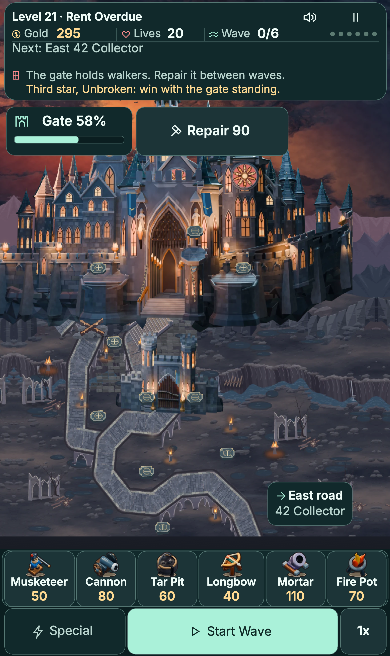 Level 21 · Rent Overdue
Gold 295 Lives 20 Wave 0/6
Next: East 42 Collector
The gate holds walkers. Repair it between waves.
Third star, Unbroken: win with the gate standing.
Gate 58% Repair 90
East road
42 Collector
Musketeer Cannon Tar Pit Longbow Mortar Fire Pot
50 80 60 40 110 70
Special Start Wave 1x